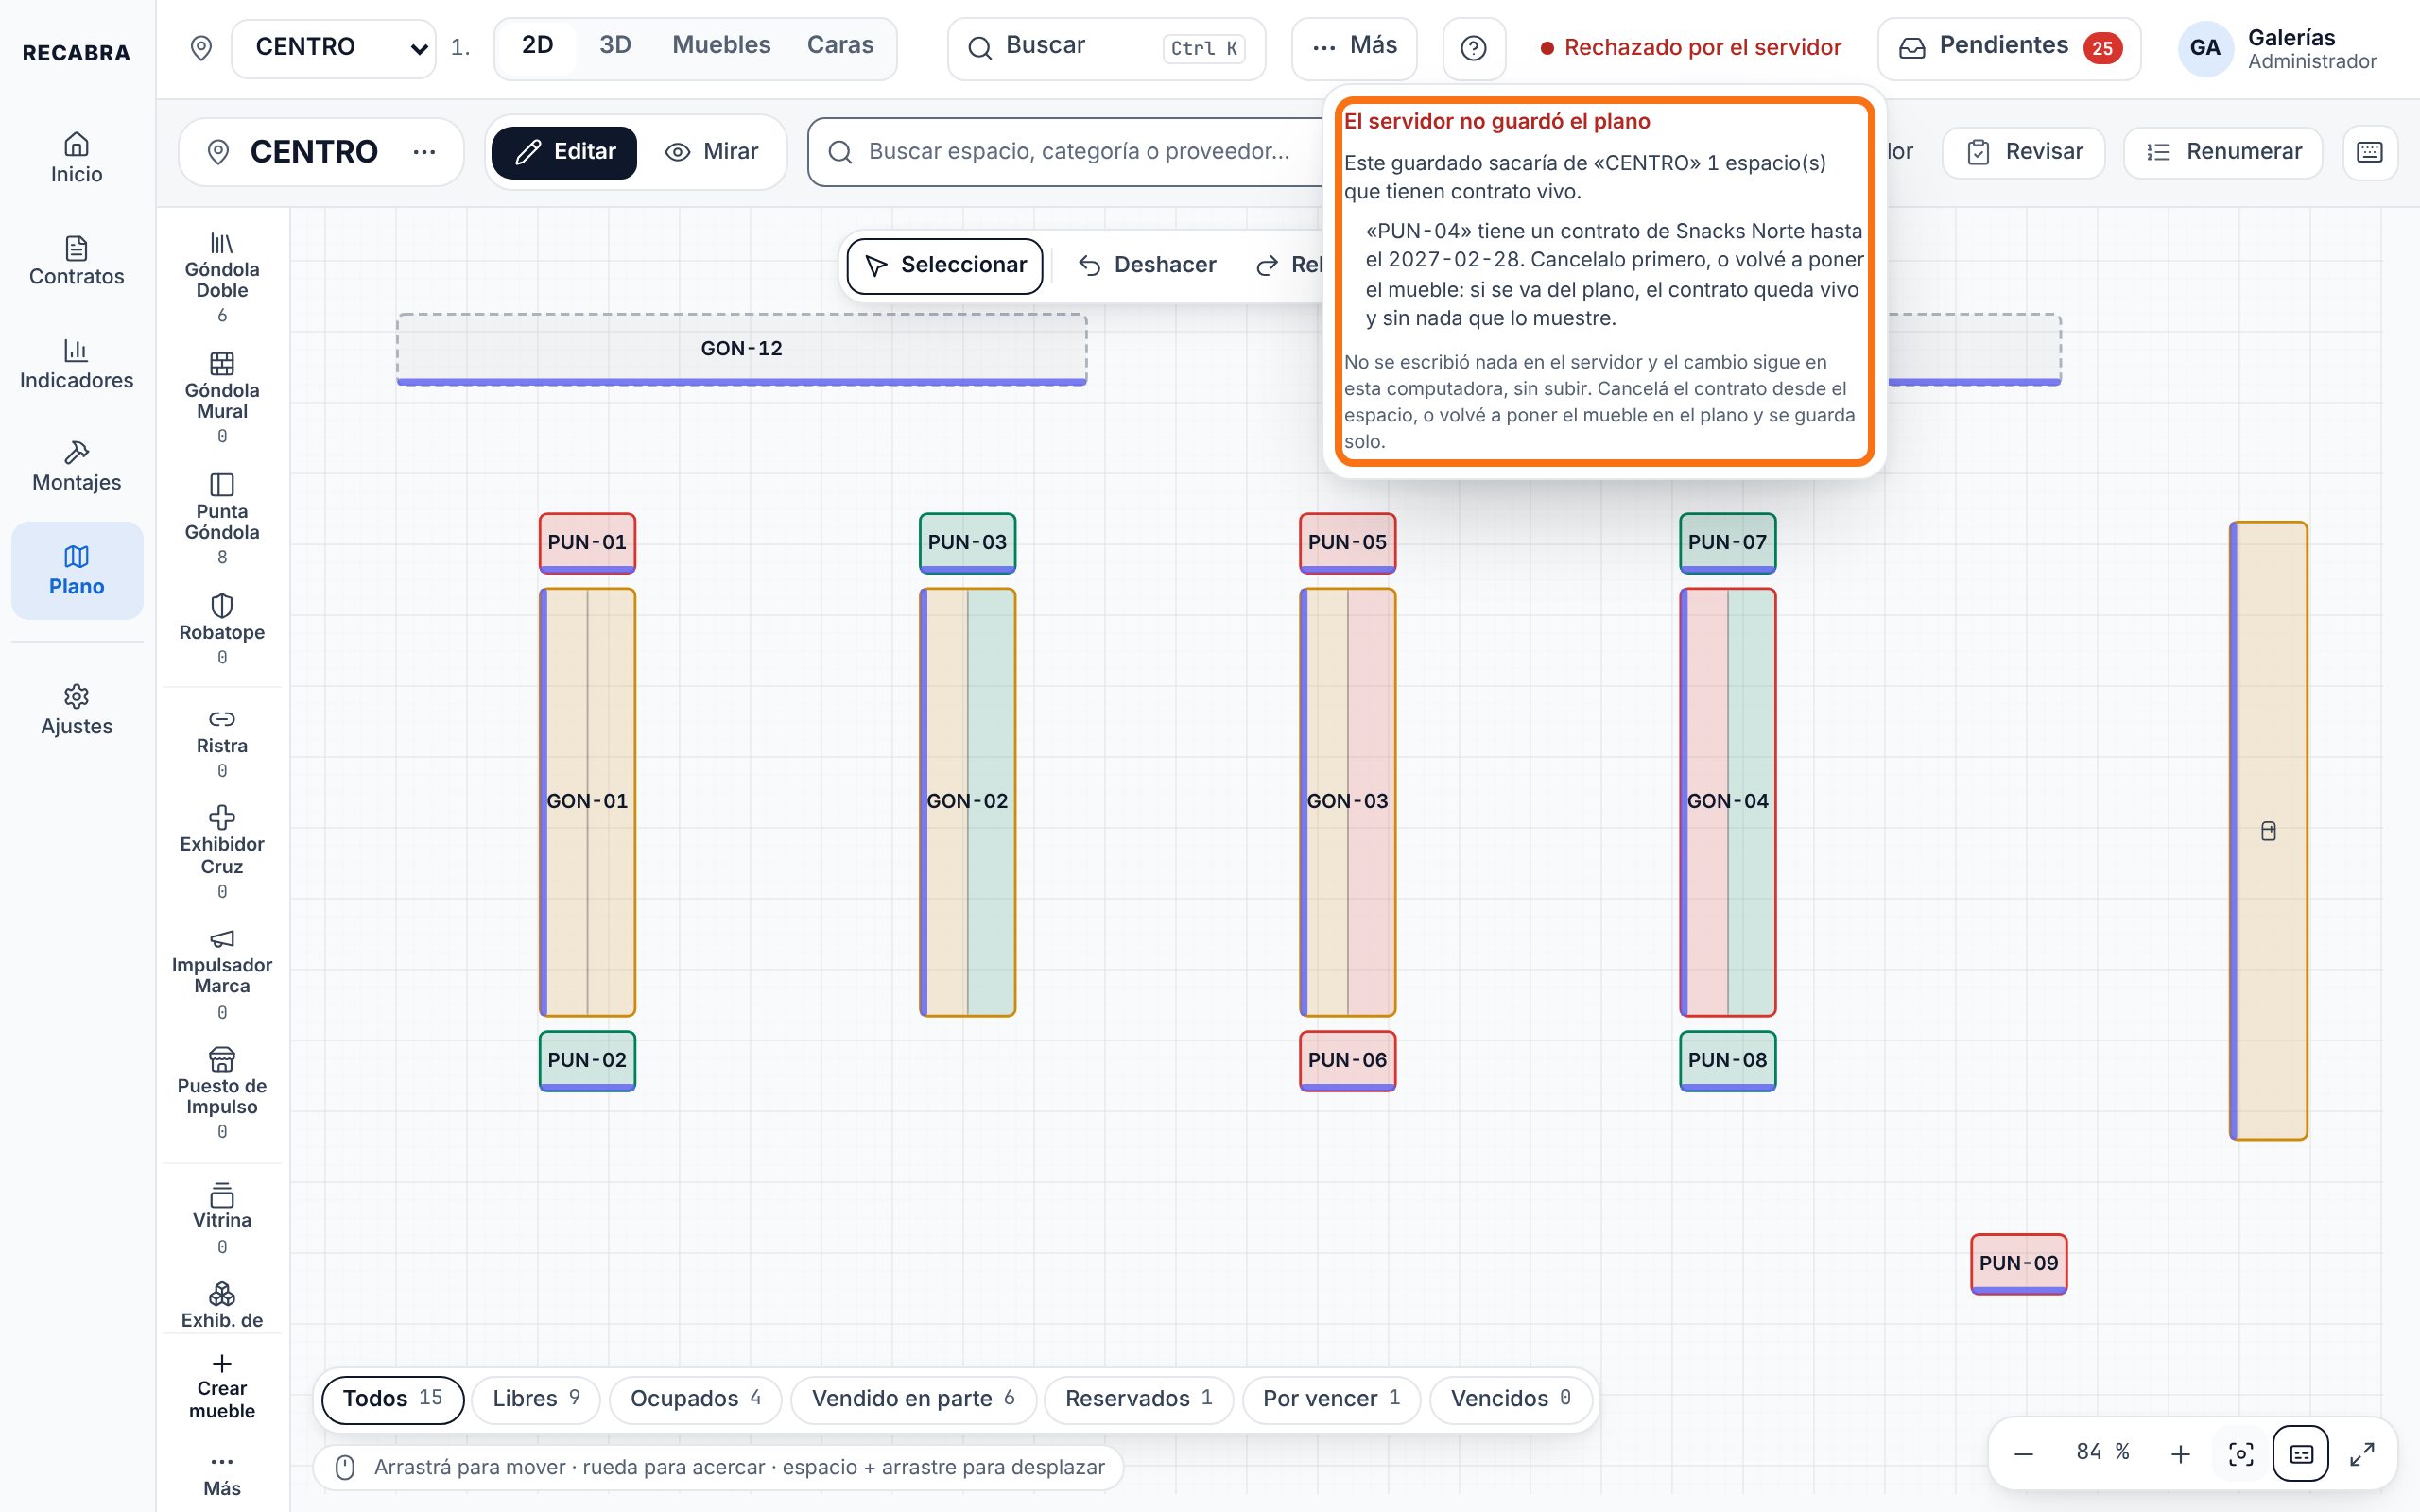 RECABRA
CENTRO
1.
2D
3D
Muebles
Caras
Buscar
Ctrl K
Más
Rechazado por el servidor
Pendientes
25
GA
Galerías
Administrador
Inicio
Contratos
Indicadores
Montajes
Plano
Ajustes
CENTRO
Editar
Mirar
Buscar espacio, categoría o proveedor...
Revisar
Renumerar
El servidor no guardó el plano
Este guardado sacaría de «CENTRO» 1 espacio(s)
que tienen contrato vivo.
«PUN-04» tiene un contrato de Snacks Norte hasta
el 2027-02-28. Cancelalo primero, o volvé a poner
el mueble: si se va del plano, el contrato queda vivo
y sin nada que lo muestre.
No se escribió nada en el servidor y el cambio sigue en
esta computadora, sin subir. Cancelá el contrato desde el
espacio, o volvé a poner el mueble en el plano y se guarda
solo.
Góndola
Doble
6
Góndola
Mural
0
Punta
Góndola
8
Robatope
0
Ristra
0
Exhibidor
Cruz
0
Impulsador
Marca
0
Puesto de
Impulso
0
Vitrina
0
Exhib. de
Crear
mueble
Más
Seleccionar
Deshacer
GON-12
PUN-01
PUN-03
PUN-05
PUN-07
GON-01
GON-02
GON-03
GON-04
PUN-02
PUN-06
PUN-08
PUN-09
Todos 15
Libres 9
Ocupados 4
Vendido en parte 6
Reservados 1
Por vencer 1
Vencidos 0
Arrastrá para mover · rueda para acercar · espacio + arrastre para desplazar
84 %